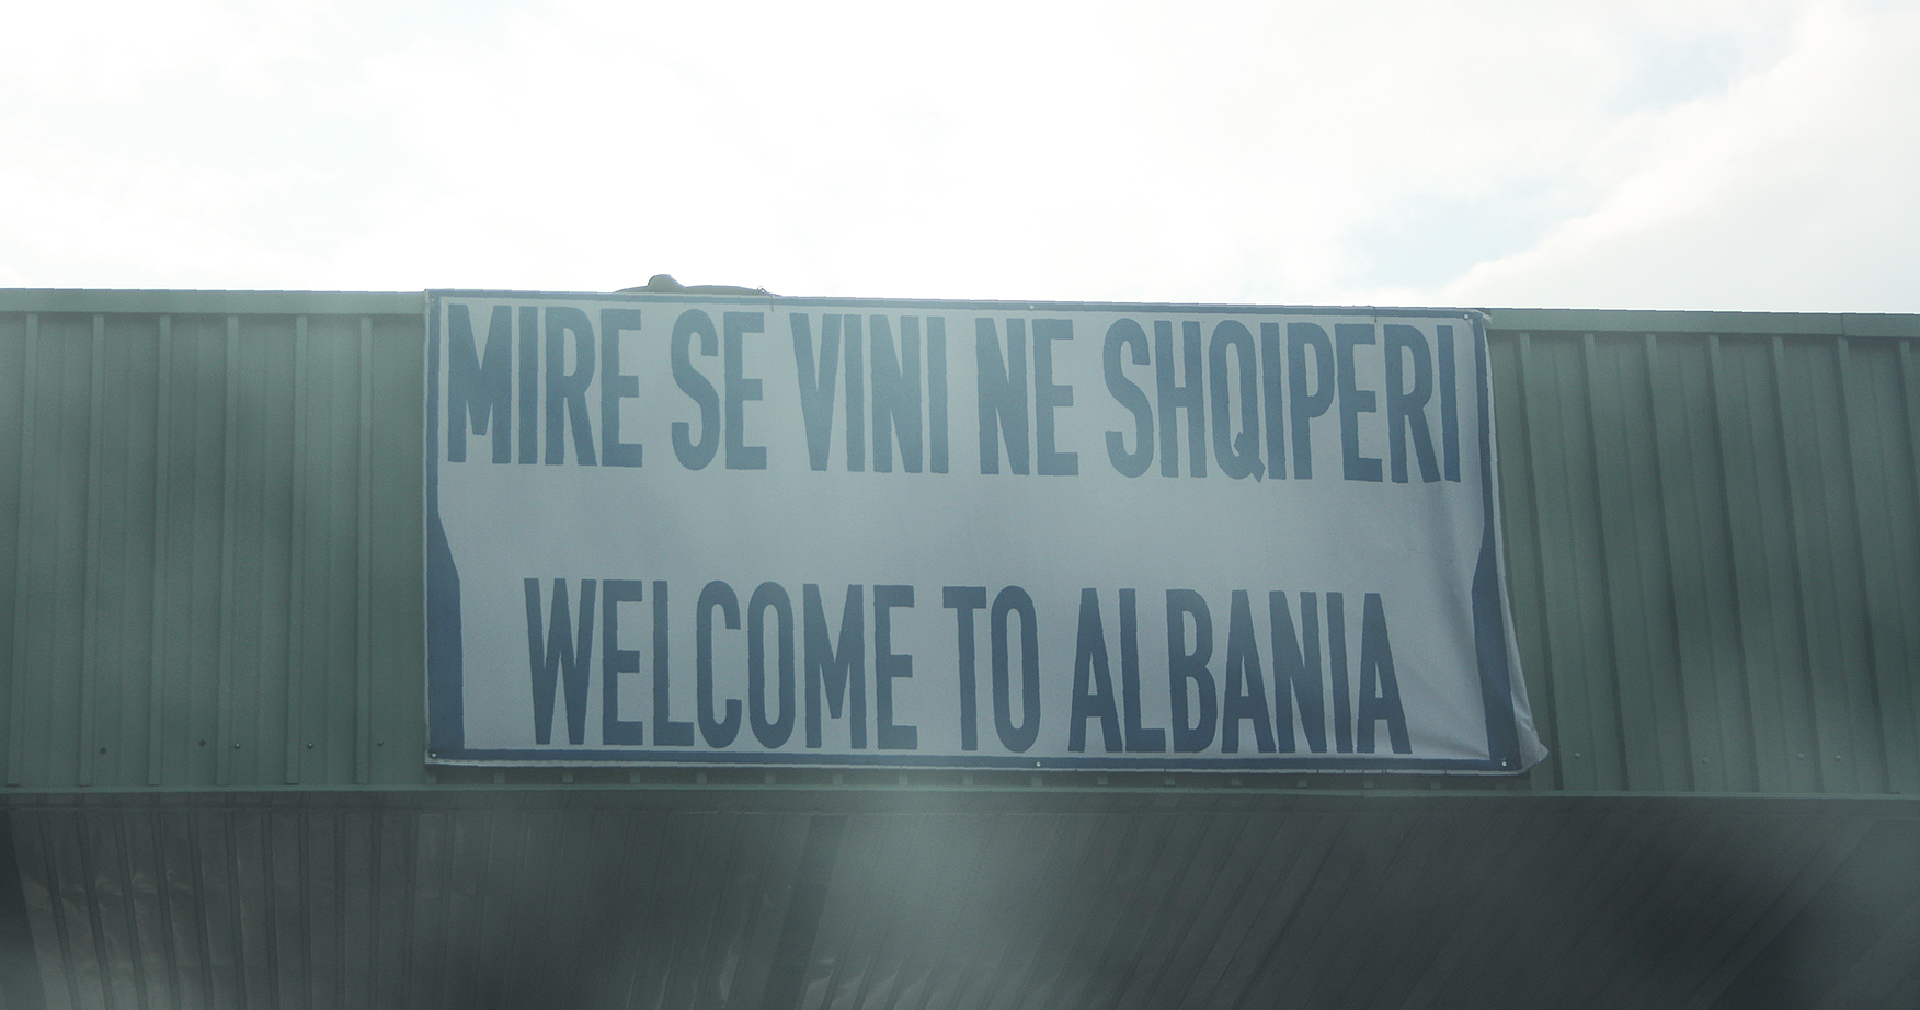 MIRE SE VINI NE SHQIPERI
WELCOME TO ALBANIA